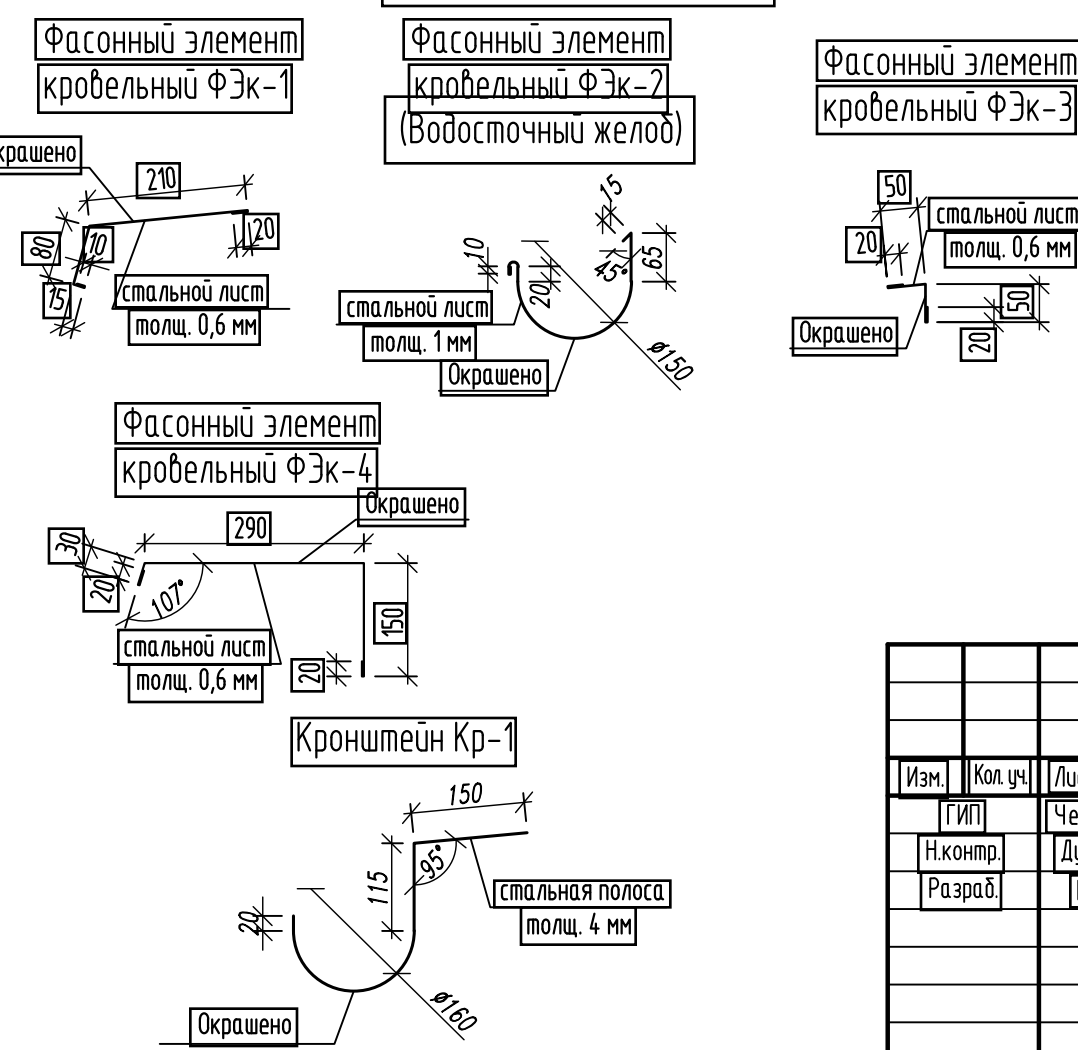 Фасонный элемент
кровельный ФЭк-1
210
80
10
20
15
стальной лист
толщ. 0,6 мм
Фасонный элемент
кровельный ФЭк-2
(Водосточный желоб)
15
10
20
45°
65
стальной лист
толщ. 1 мм
Окрашено
ø150
Фасонный элемент
кровельный ФЭк-3
50
20
стальной лист
толщ. 0,6 мм
50
20
Окрашено
Фасонный элемент
кровельный ФЭк-4
Окрашено
290
30
20
107°
150
20
стальной лист
толщ. 0,6 мм
Кронштейн Кр-1
150
95°
115
20
стальная полоса
толщ. 4 мм
ø160
Окрашено
Изм.
Кол. уч.
ГИП
Н.контр.
Разраб.